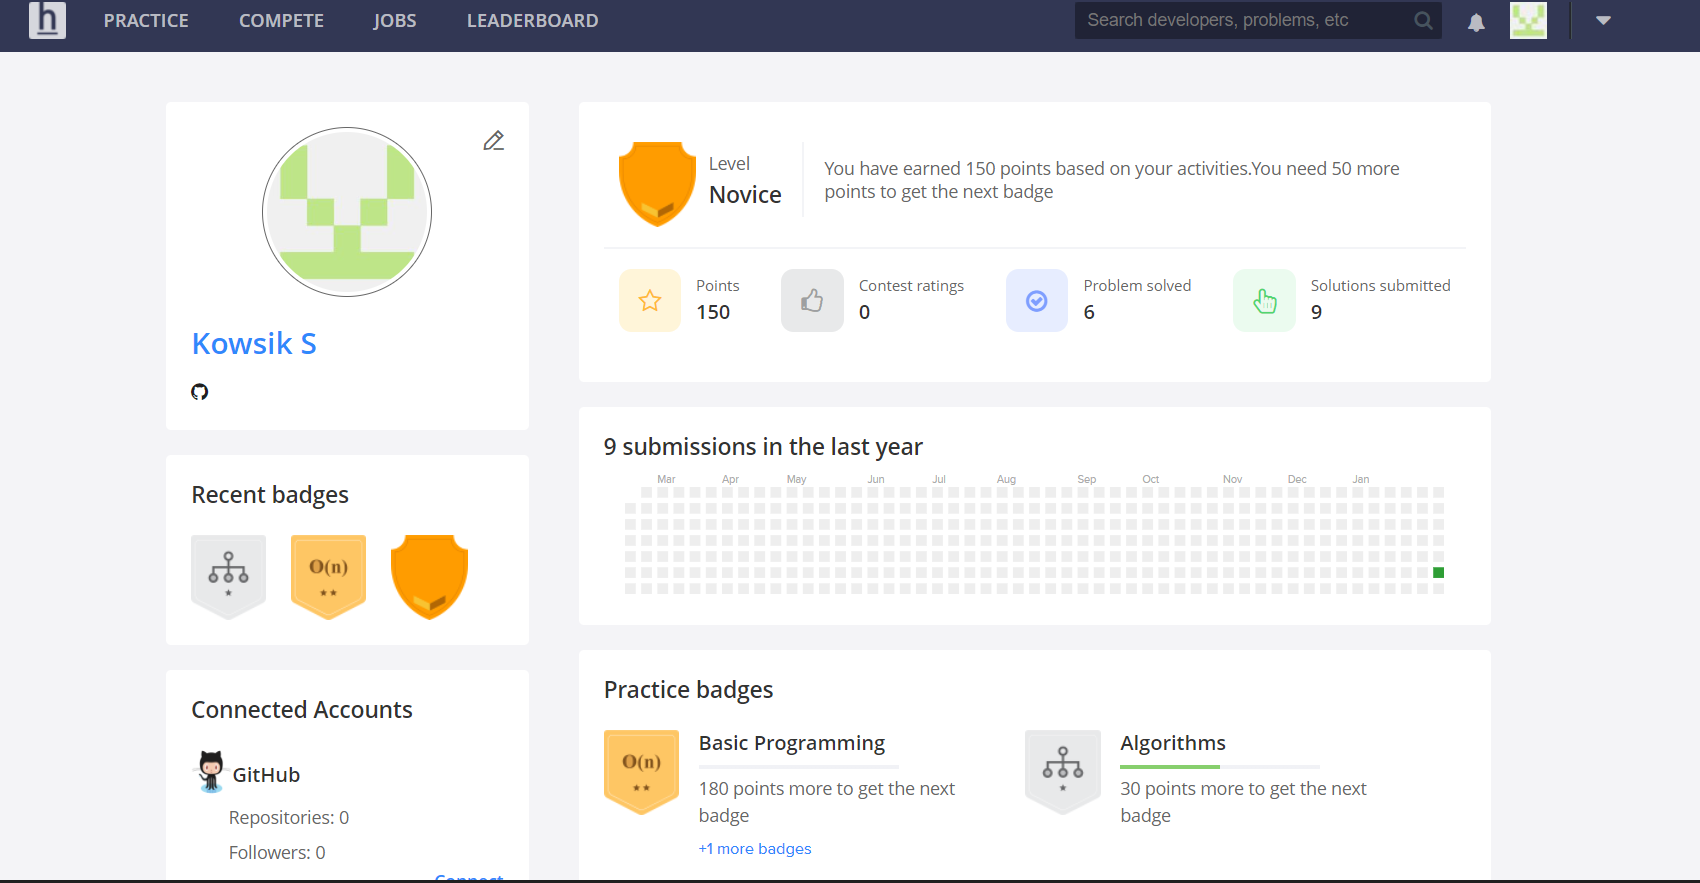 h PRACTICE COMPETE JOBS LEADERBOARD Search developers, problems, etc
Kowsik S
Recent badges
O(n)
Connected Accounts
GitHub
Repositories: 0
Followers: 0
Connect
Level
Novice
You have earned 150 points based on your activities.You need 50 more
points to get the next badge
Points
150
Contest ratings
0
Problem solved
6
Solutions submitted
9
9 submissions in the last year
Mar Apr May Jun Jul Aug Sep Oct Nov Dec Jan
Practice badges
O(n)
Basic Programming
180 points more to get the next
badge
+1 more badges
Algorithms
30 points more to get the next
badge